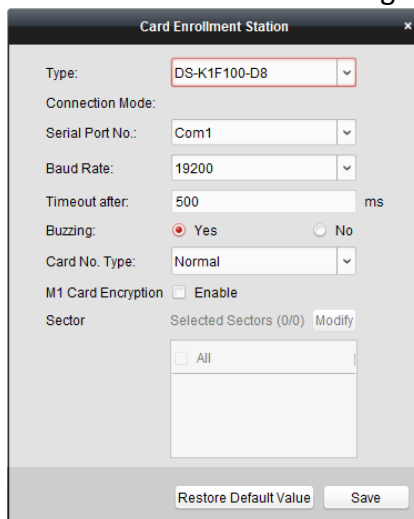 Card Enrollment Station ×
Type: DS-K1F100-D8
Connection Mode:
Serial Port No.: Com1
Baud Rate: 19200
Timeout after: 500 ms
Buzzing: Yes No
Card No. Type: Normal
M1 Card Encryption Enable
Sector Selected Sectors (0/0) Modify
All
Restore Default Value Save